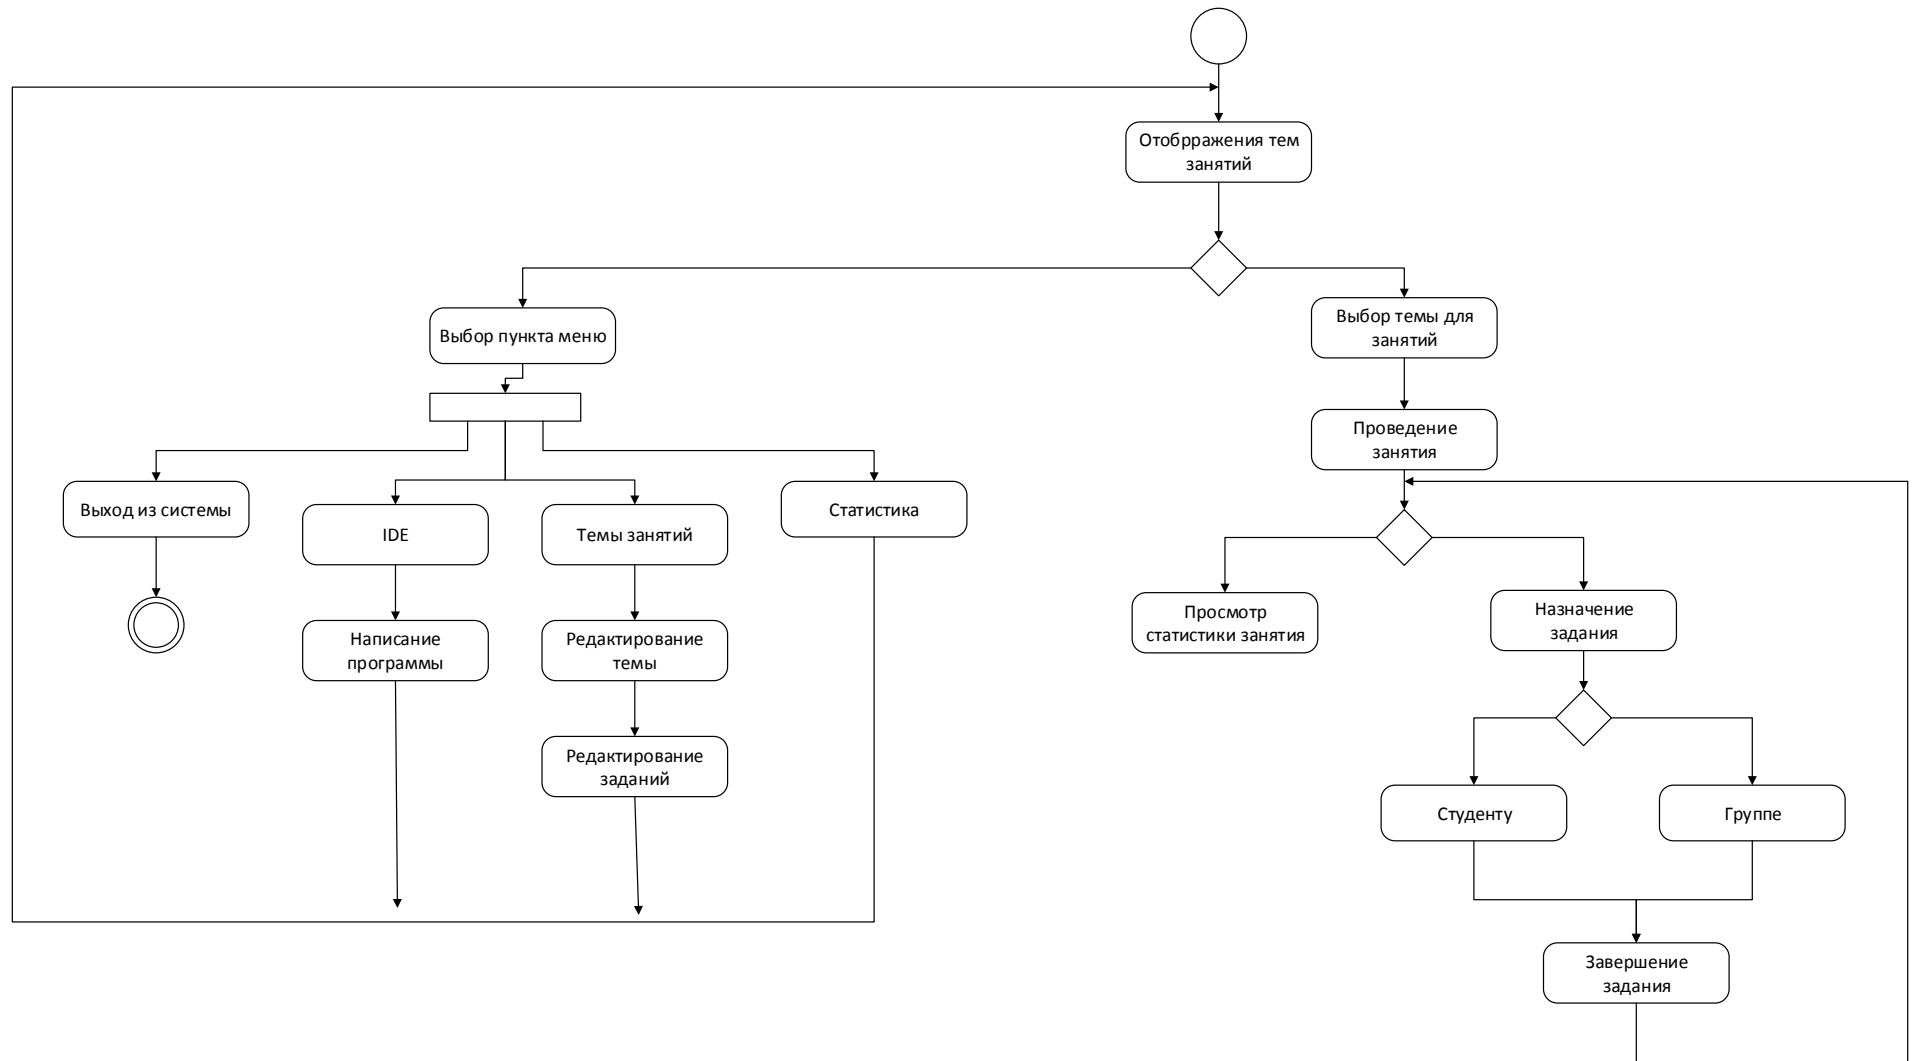 Отобрражения тем
занятий
Выбор пункта меню
Выбор темы для
занятий
Проведение
занятия
Выход из системы
IDE
Темы занятий
Статистика
Написание
программы
Редактирование
темы
Редактирование
заданий
Просмотр
статистики занятия
Назначение
задания
Студенту
Группе
Завершение
задания